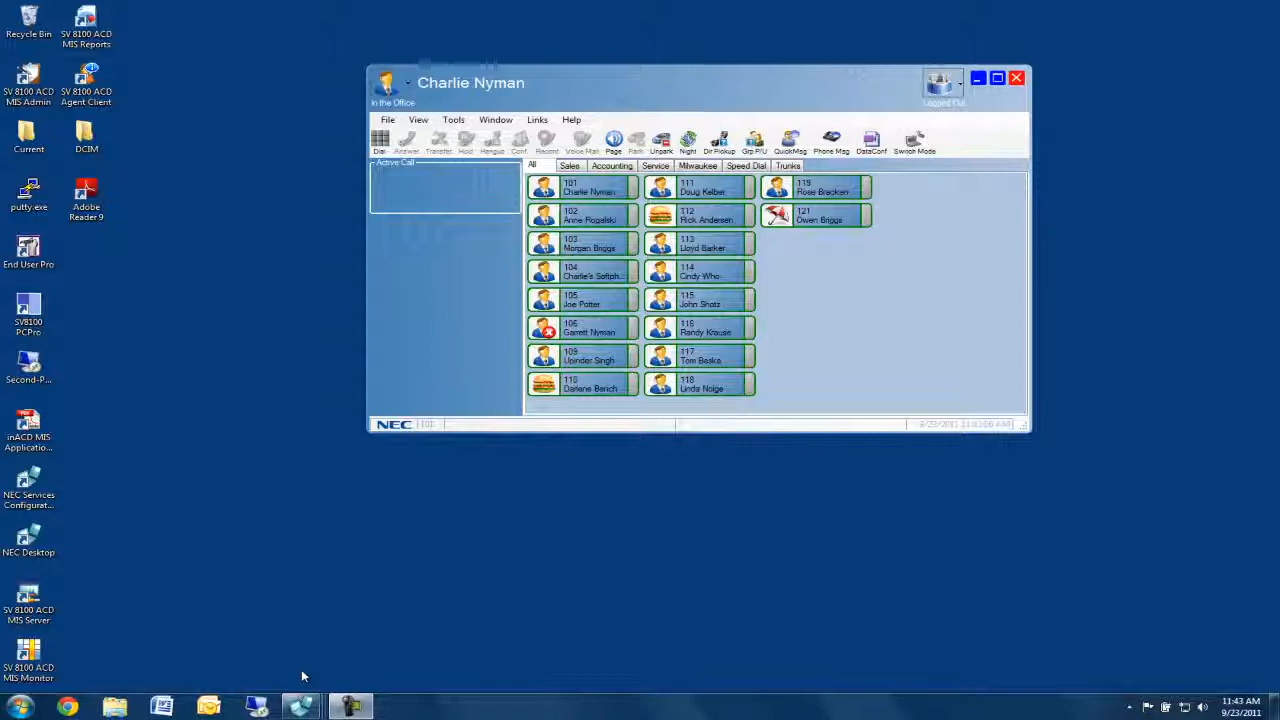 Recycle Bin
SV 8100 ACD
MIS Reports
SV 8100 ACD
MIS Admin
SV 8100 ACD
Agent Client
Current
DCIM
putty.exe
Adobe
Reader 9
End User Pro
SV8100
PCPro
Second-P...
inACD MIS
Applicatio...
NEC Services
Configurat...
NEC Desktop
SV 8100 ACD
MIS Server
SV 8100 ACD
MIS Monitor
Charlie Nyman
In the Office
Logged Out
File View Tools Window Links Help
Dial Answer Transfer Hold Hangup Conf. Record Voice Mail Page Park Unpark Night Dir Pickup Grp P/U QuickMsg Phone Msg DataConf Switch Mode
Active Call
All Sales Accounting Service Milwaukee Speed Dial Trunks
101
Charlie Nyman
102
Anne Rogalski
103
Morgan Briggs
104
Charlie's Softph...
105
Joe Potter
106
Garrett Nyman
109
Upinder Singh
110
Darlene Bench
111
Doug Kelber
112
Rick Andersen
113
Lloyd Barker
114
Cindy Who
115
John Shotz
116
Randy Krause
117
Tom Baska
118
Linda Nolge
119
Rose Bracken
121
Owen Briggs
NEC 101
11:43 AM
9/23/2011